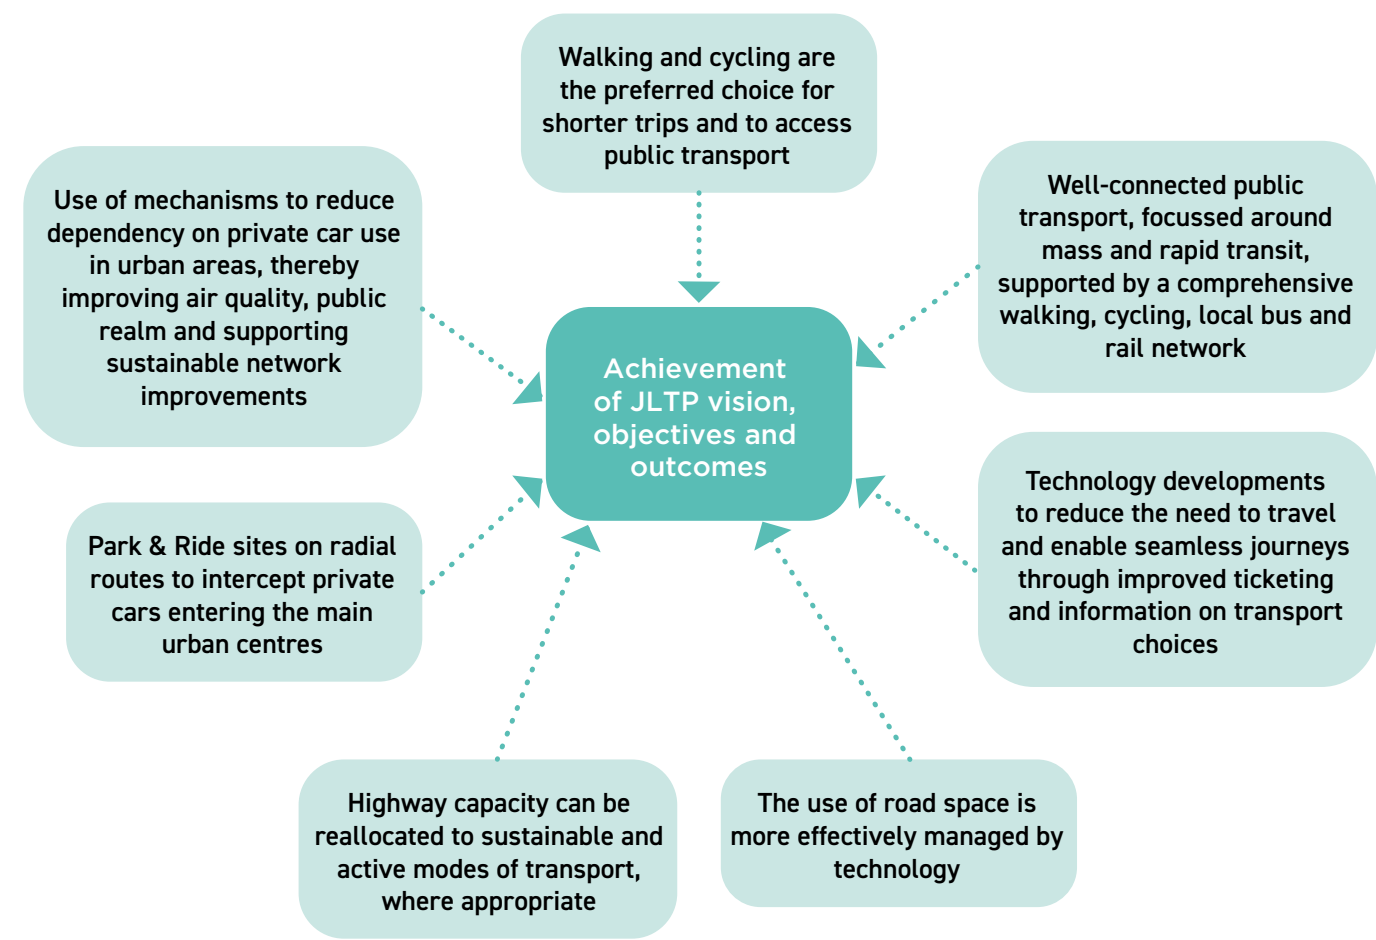 Walking and cycling are
the preferred choice for
shorter trips and to access
public transport
Use of mechanisms to reduce
dependency on private car use
in urban areas, thereby
improving air quality, public
realm and supporting
sustainable network
improvements
Well-connected public
transport, focussed around
mass and rapid transit,
supported by a comprehensive
walking, cycling, local bus and
rail network
Achievement
of JLTP vision,
objectives and
outcomes
Park & Ride sites on radial
routes to intercept private
cars entering the main
urban centres
Technology developments
to reduce the need to travel
and enable seamless journeys
through improved ticketing
and information on transport
choices
Highway capacity can be
reallocated to sustainable and
active modes of transport,
where appropriate
The use of road space is
more effectively managed by
technology